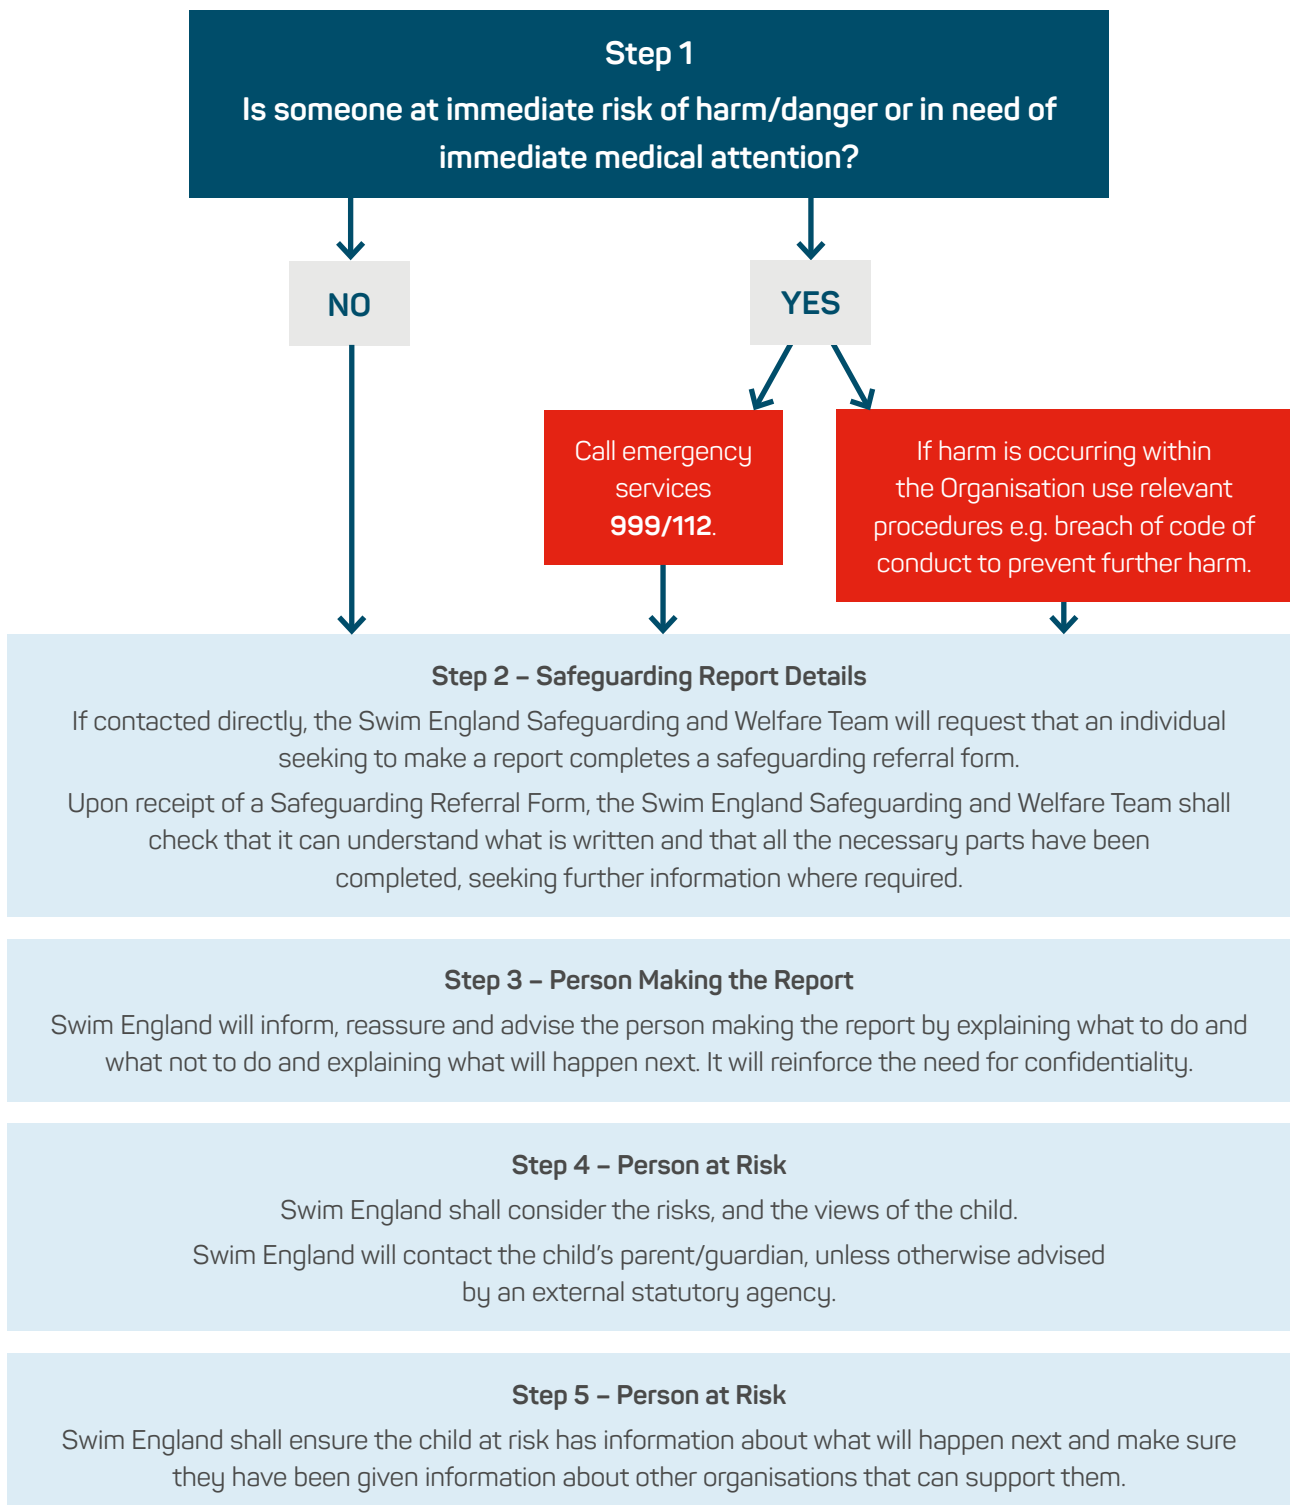 Step 1
Is someone at immediate risk of harm/danger or in need of
immediate medical attention?
NO
YES
Call emergency
services
999/112.
If harm is occurring within
the Organisation use relevant
procedures e.g. breach of code of
conduct to prevent further harm.
Step 2 – Safeguarding Report Details
If contacted directly, the Swim England Safeguarding and Welfare Team will request that an individual
seeking to make a report completes a safeguarding referral form.
Upon receipt of a Safeguarding Referral Form, the Swim England Safeguarding and Welfare Team shall
check that it can understand what is written and that all the necessary parts have been
completed, seeking further information where required.
Step 3 – Person Making the Report
Swim England will inform, reassure and advise the person making the report by explaining what to do and
what not to do and explaining what will happen next. It will reinforce the need for confidentiality.
Step 4 – Person at Risk
Swim England shall consider the risks, and the views of the child.
Swim England will contact the child’s parent/guardian, unless otherwise advised
by an external statutory agency.
Step 5 – Person at Risk
Swim England shall ensure the child at risk has information about what will happen next and make sure
they have been given information about other organisations that can support them.